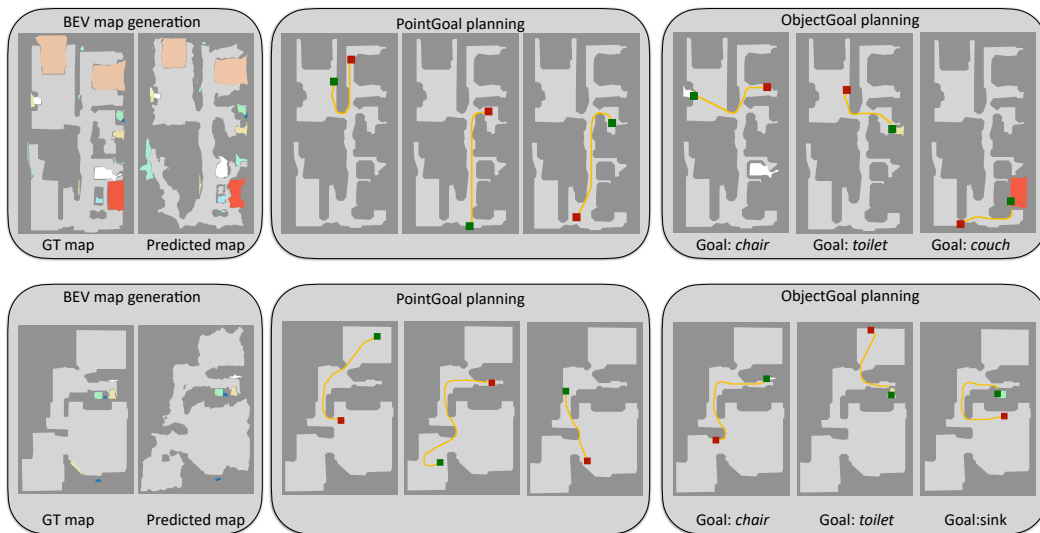 BEV map generation
GT map
Predicted map
PointGoal planning
ObjectGoal planning
Goal: chair
Goal: toilet
Goal: couch
BEV map generation
GT map
Predicted map
PointGoal planning
ObjectGoal planning
Goal: chair
Goal: toilet
Goal:sink